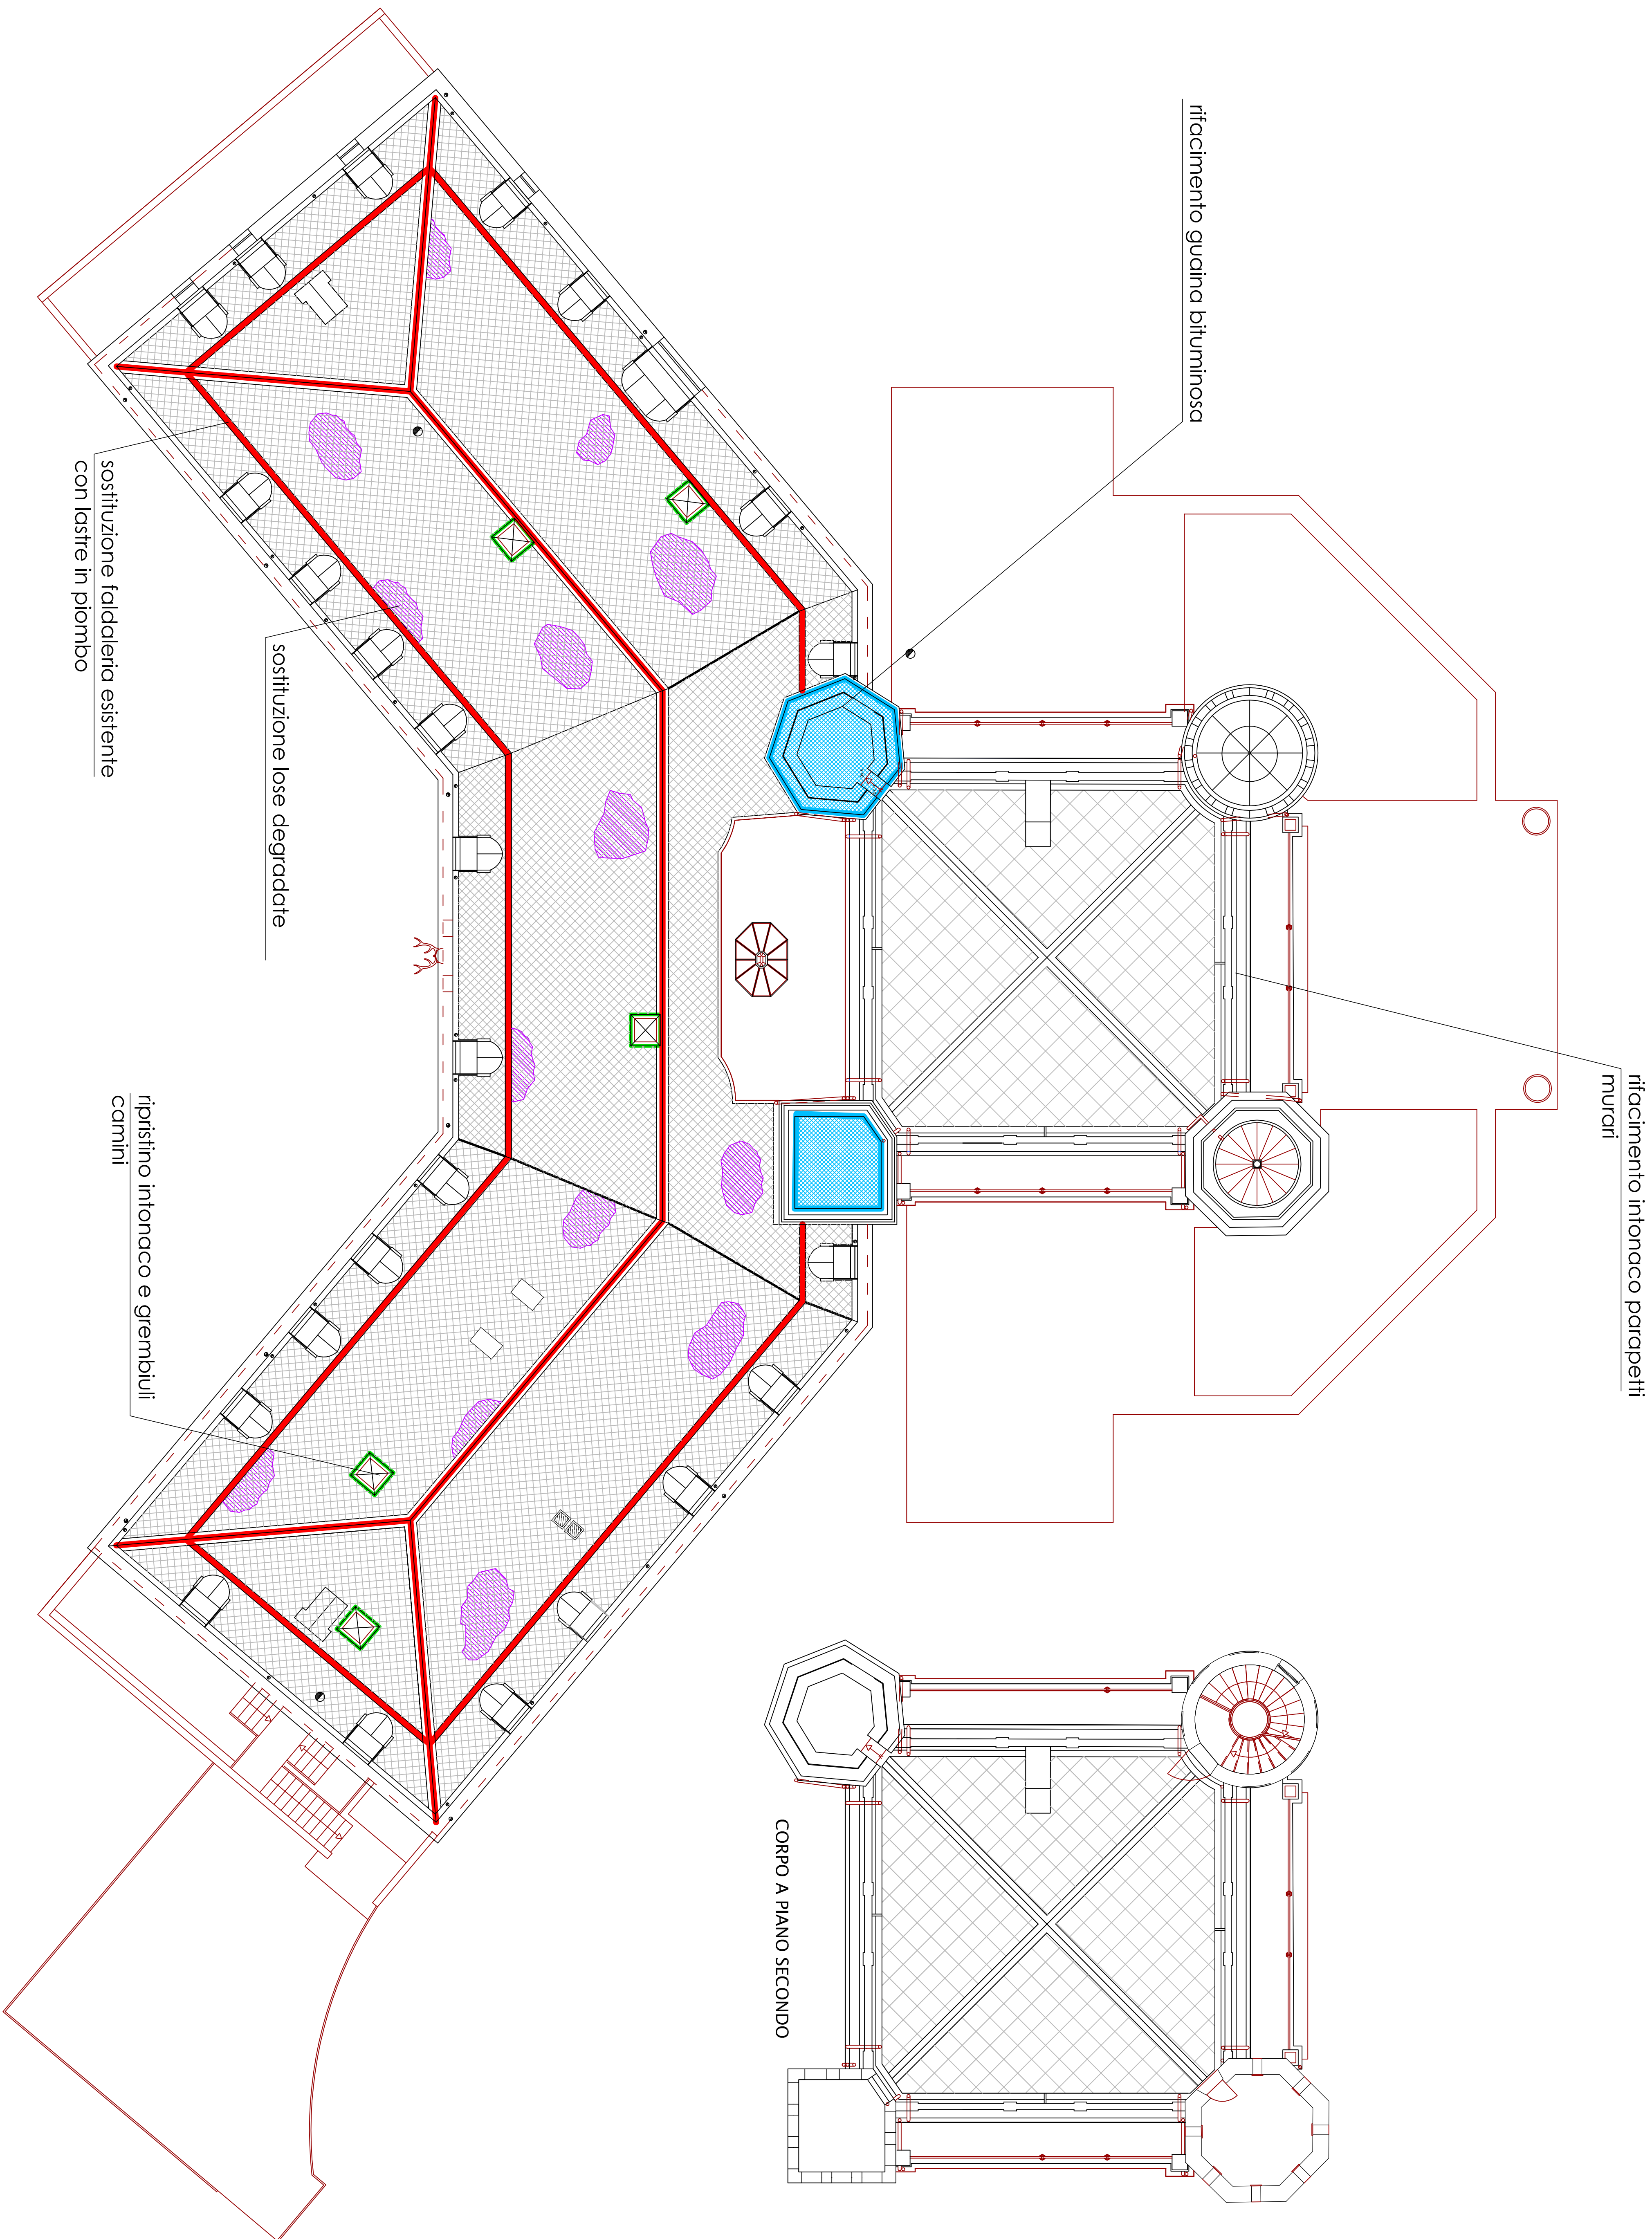 rifacimento intonaco parapetti
murari
rifacimento guaina bituminosa
CORPO A PIANO SECONDO
sostituzione lose degradate
ripristino intonaco e grembiuli
camini
sostituzione faldaleria esistente
con lastre in piombo